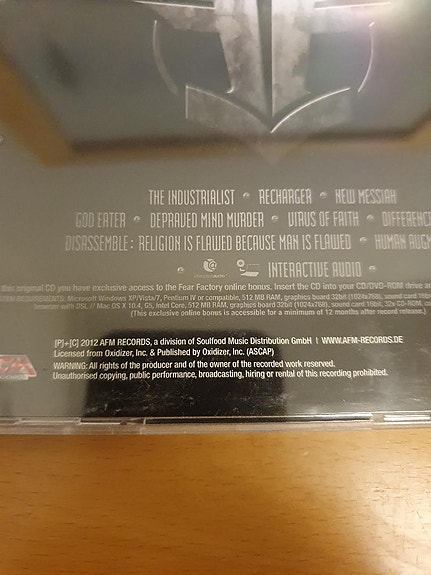 THE INDUSTRIALIST • RECHARGER • NEW MESSIAH
GOD EATER • DEPRAVED MIND MURDER • VIRUS OF FAITH • DIFFERENC
DISASSEMBLE: RELIGION IS FLAWED BECAUSE MAN IS FLAWED • HUMAN AUGM
• INTERACTIVE AUDIO •
this original CD you have exclusive access to the Fear Factory online bonus. Insert the CD into your CD/DVD-ROM drive an
REQUIREMENTS: Microsoft Windows XP/Vista/7, Pentium IV or compatible, 512 MB RAM, graphics board 32bit (1024x768), sound card 16bit
browser with DSL // Mac OS X 10.4, G5, Intel Core, 512 MB RAM, graphics board 32bit (1024x768), sound card 16bit, 32x CD-ROM,
(This exclusive online bonus is accessible for a minimum of 12 months after record release.)
[P]+[C] 2012 AFM RECORDS, a division of Soulfood Music Distribution GmbH | WWW.AFM-RECORDS.DE
Licensed from Oxidizer, Inc. & Published by Oxidizer, Inc. (ASCAP)
WARNING: All rights of the producer and of the owner of the recorded work reserved.
Unauthorised copying, public performance, broadcasting, hiring or rental of this recording prohibited.